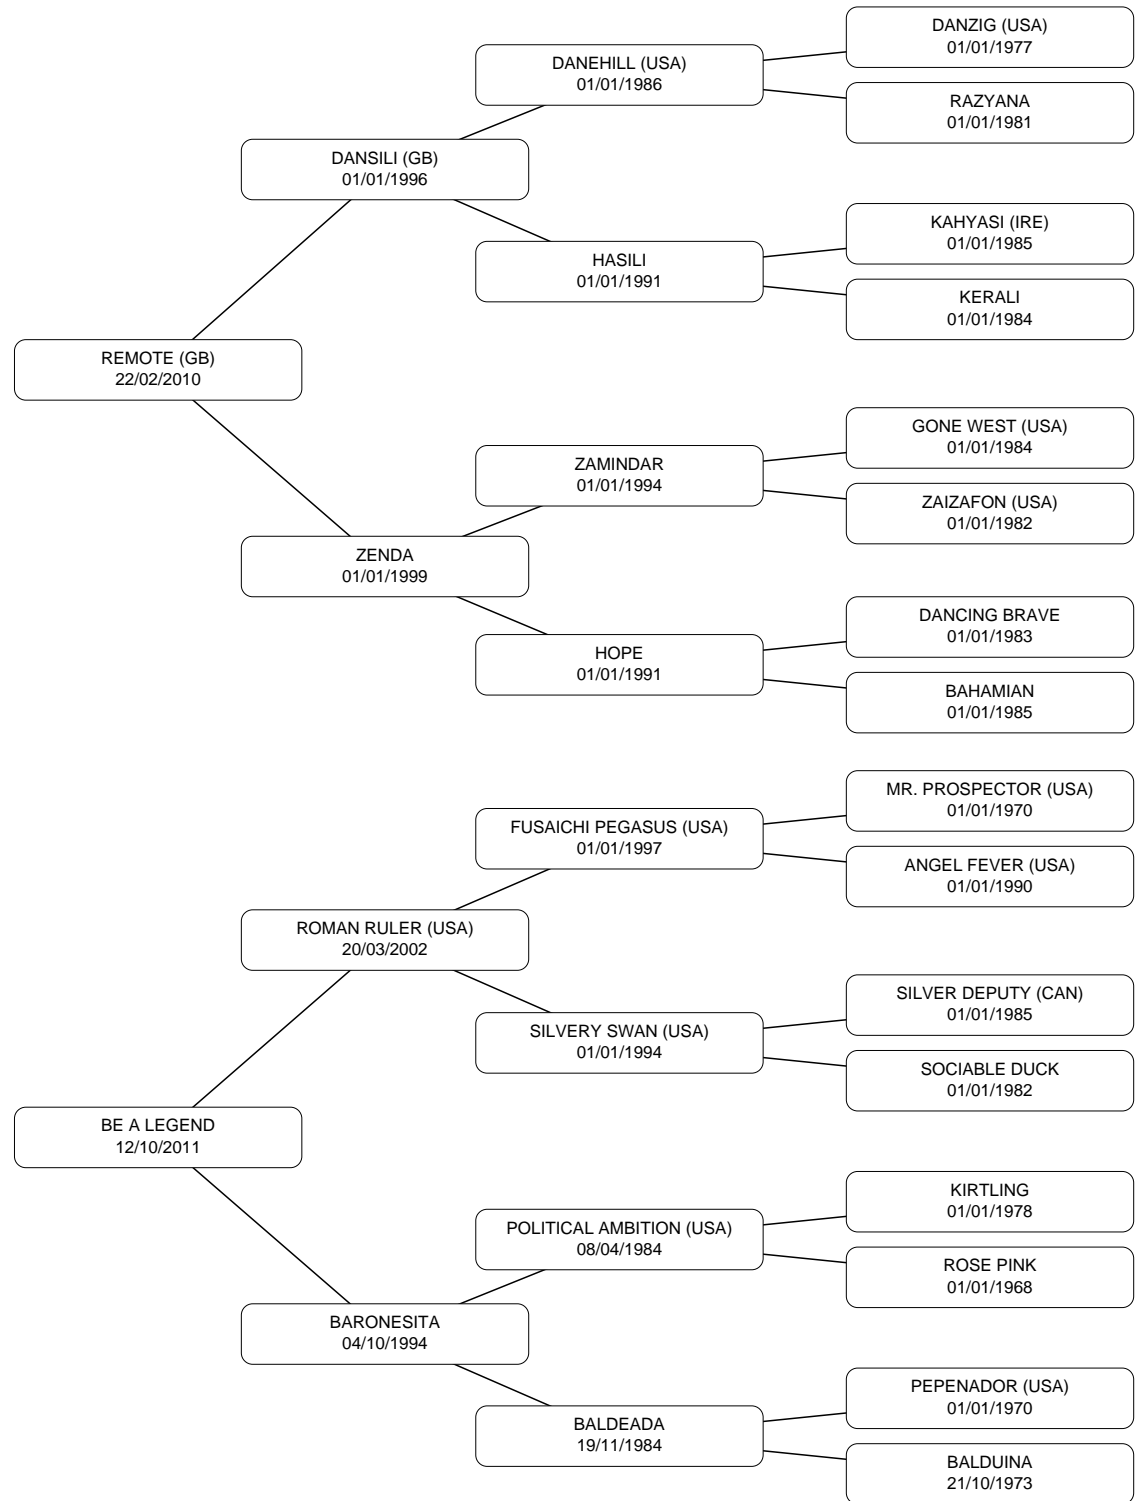 DANZIG (USA)
01/01/1977
DANEHILL (USA)
01/01/1986
RAZYANA
01/01/1981
DANSILI (GB)
01/01/1996
KAHYASI (IRE)
01/01/1985
HASILI
01/01/1991
KERALI
01/01/1984
REMOTE (GB)
22/02/2010
GONE WEST (USA)
01/01/1984
ZAMINDAR
01/01/1994
ZAIZAFON (USA)
01/01/1982
ZENDA
01/01/1999
DANCING BRAVE
01/01/1983
HOPE
01/01/1991
BAHAMIAN
01/01/1985
MR. PROSPECTOR (USA)
01/01/1970
FUSAICHI PEGASUS (USA)
01/01/1997
ANGEL FEVER (USA)
01/01/1990
ROMAN RULER (USA)
20/03/2002
SILVER DEPUTY (CAN)
01/01/1985
SILVERY SWAN (USA)
01/01/1994
SOCIABLE DUCK
01/01/1982
BE A LEGEND
12/10/2011
KIRTLING
01/01/1978
POLITICAL AMBITION (USA)
08/04/1984
ROSE PINK
01/01/1968
BARONESITA
04/10/1994
PEPENADOR (USA)
01/01/1970
BALDEADA
19/11/1984
BALDUINA
21/10/1973